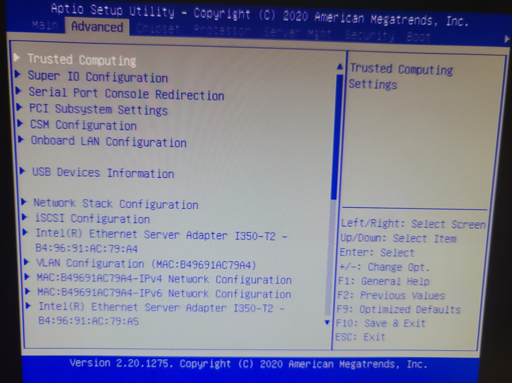 Aptio Setup Utility – Copyright (C) 2020 American Megatrends, Inc.
Main Advanced Chipset Processor Server Mgmt Security Boot
Trusted Computing
Super IO Configuration
Serial Port Console Redirection
PCI Subsystem Settings
CSM Configuration
Onboard LAN Configuration
USB Devices Information
Network Stack Configuration
iSCSI Configuration
Intel(R) Ethernet Server Adapter I350-T2 –
B4:96:91:AC:79:A4
VLAN Configuration (MAC:B49691AC79A4)
MAC:B49691AC79A4-IPv4 Network Configuration
MAC:B49691AC79A4-IPv6 Network Configuration
Intel(R) Ethernet Server Adapter I350-T2 –
B4:96:91:AC:79:A5
Trusted Computing
Settings
Left/Right: Select Screen
Up/Down: Select Item
Enter: Select
+/-: Change Opt.
F1: General Help
F2: Previous Values
F9: Optimized Defaults
F10: Save & Exit
ESC: Exit
Version 2.20.1275. Copyright (C) 2020 American Megatrends, Inc.